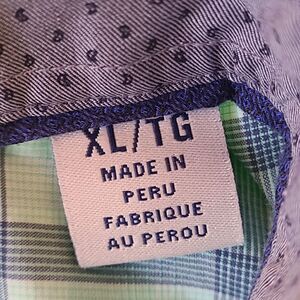 XL/TG
MADE IN
PERU
FABRIQUE
AU PEROU